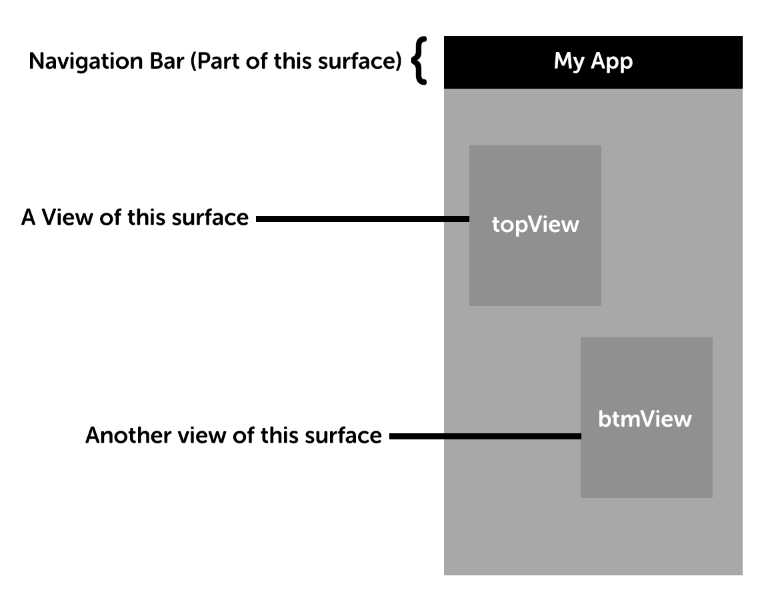 Navigation Bar (Part of this surface) {
My App
A View of this surface
topView
Another view of this surface
btmView